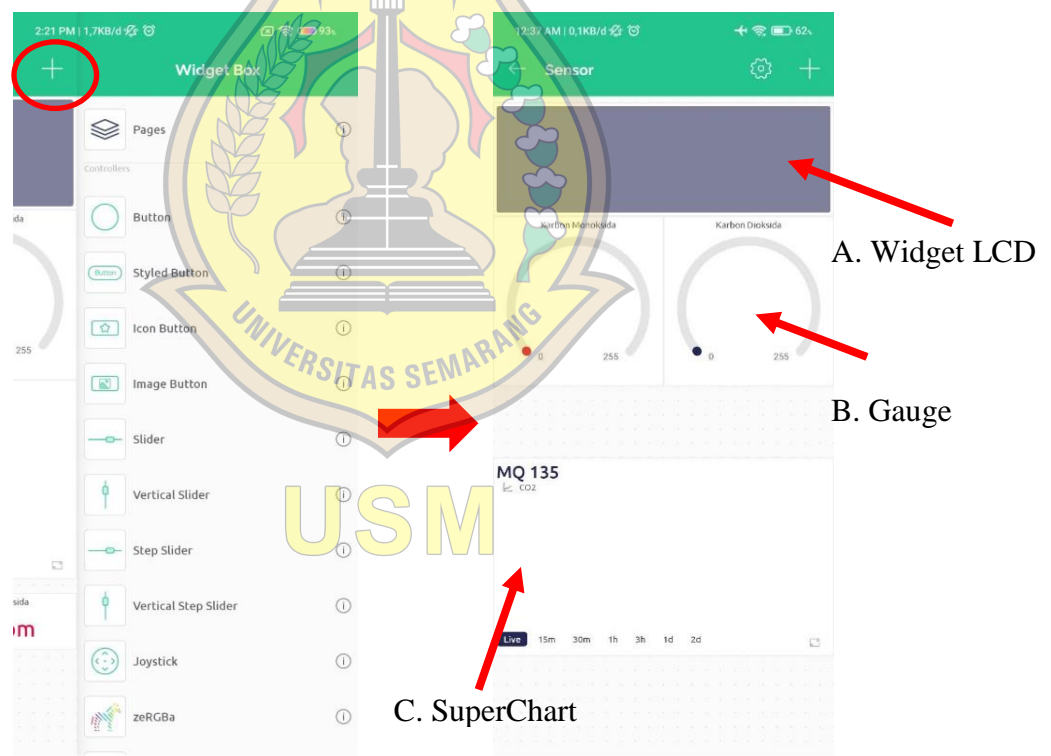 2:21 PM | 1,7KB/d
93%
Widget Box
Pages
Controllers
Button
Button
Styled Button
Icon Button
Image Button
Slider
Vertical Slider
Step Slider
Vertical Step Slider
Joystick
zeRGBa
ida
255
sida
om
12:37 AM | 0,1KB/d
62%
Sensor
Karbon Monoksida
0
255
Karbon Dioksida
0
255
MQ 135
CO2
Live 15m 30m 1h 3h 1d 2d
A. Widget LCD
B. Gauge
C. SuperChart
UNIVERSITAS SEMARANG
USM